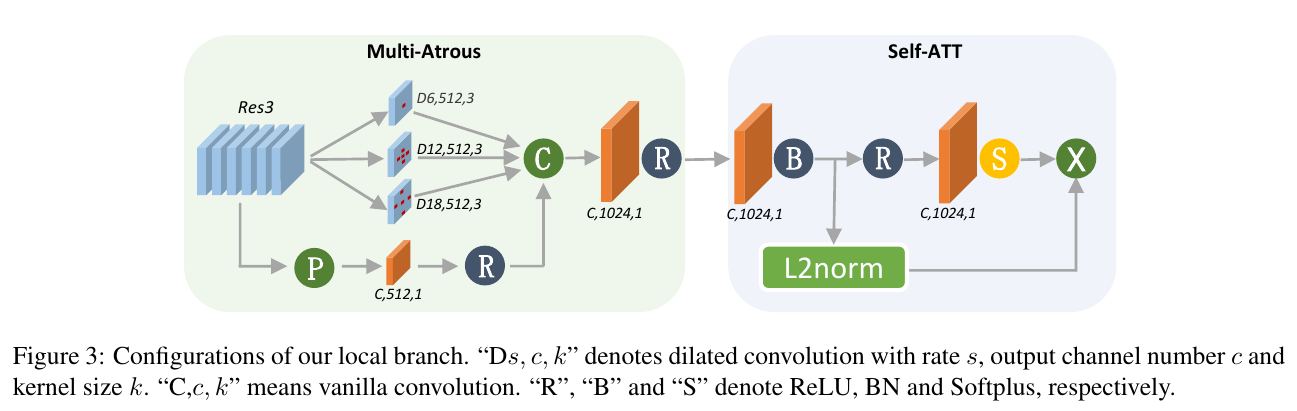 Multi-Atrous
Self-ATT
Res3
D6,512,3
D12,512,3
D18,512,3
C
C,1024,1
R
P
C,512,1
R
C,1024,1
B
R
C,1024,1
S
X
L2norm
Figure 3: Configurations of our local branch. “Ds, c, k” denotes dilated convolution with rate s, output channel number c and
kernel size k. “C,c, k” means vanilla convolution. “R”, “B” and “S” denote ReLU, BN and Softplus, respectively.